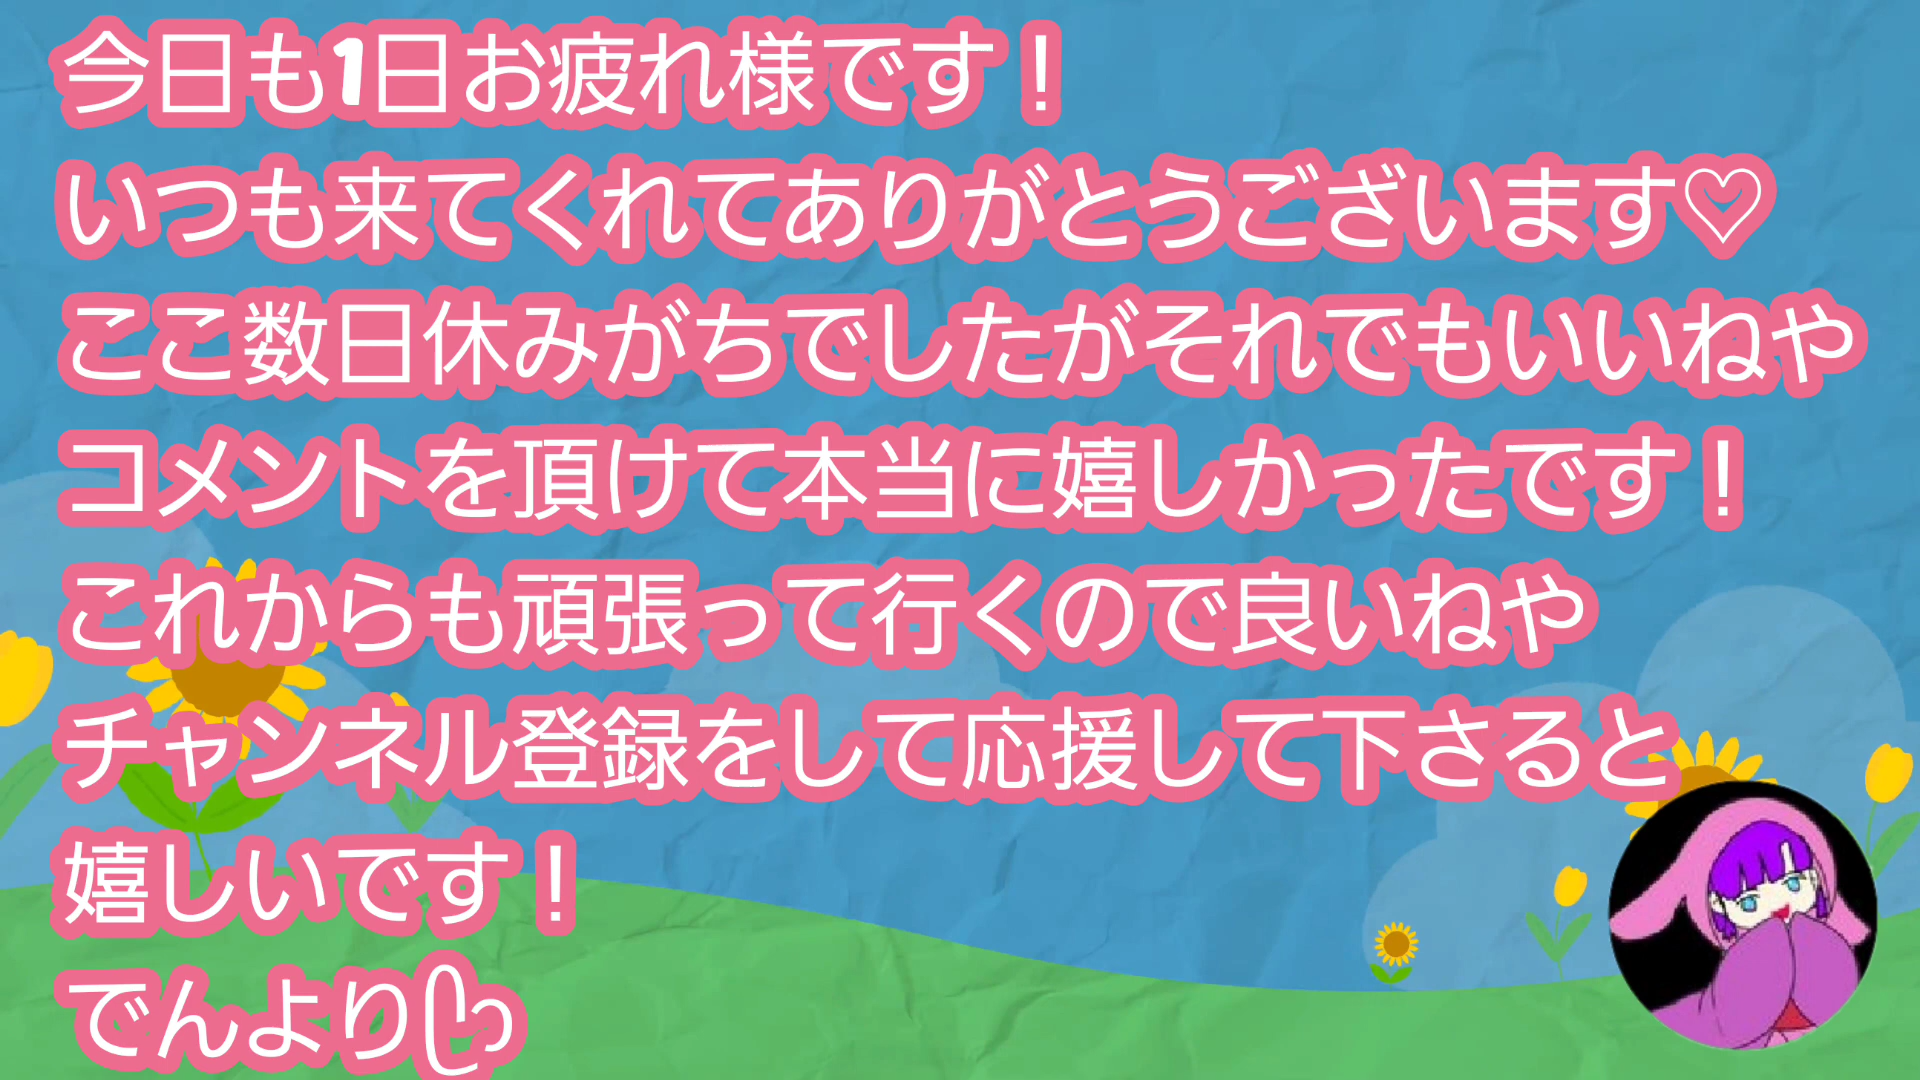 今日も1日お疲れ様です！
いつも来てくれてありがとうございます♡
ここ数日休みがちでしたがそれでもいいねや
コメントを頂けて本当に嬉しかったです！
これからも頑張って行くので良いねや
チャンネル登録をして応援して下さると
嬉しいです！
でんより